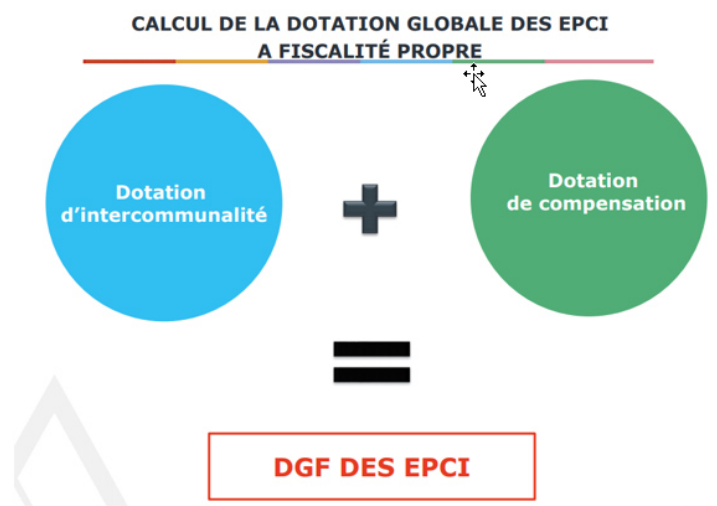 CALCUL DE LA DOTATION GLOBALE DES EPCI
A FISCALITÉ PROPRE
Dotation
d'intercommunalité
Dotation
de compensation
DGF DES EPCI